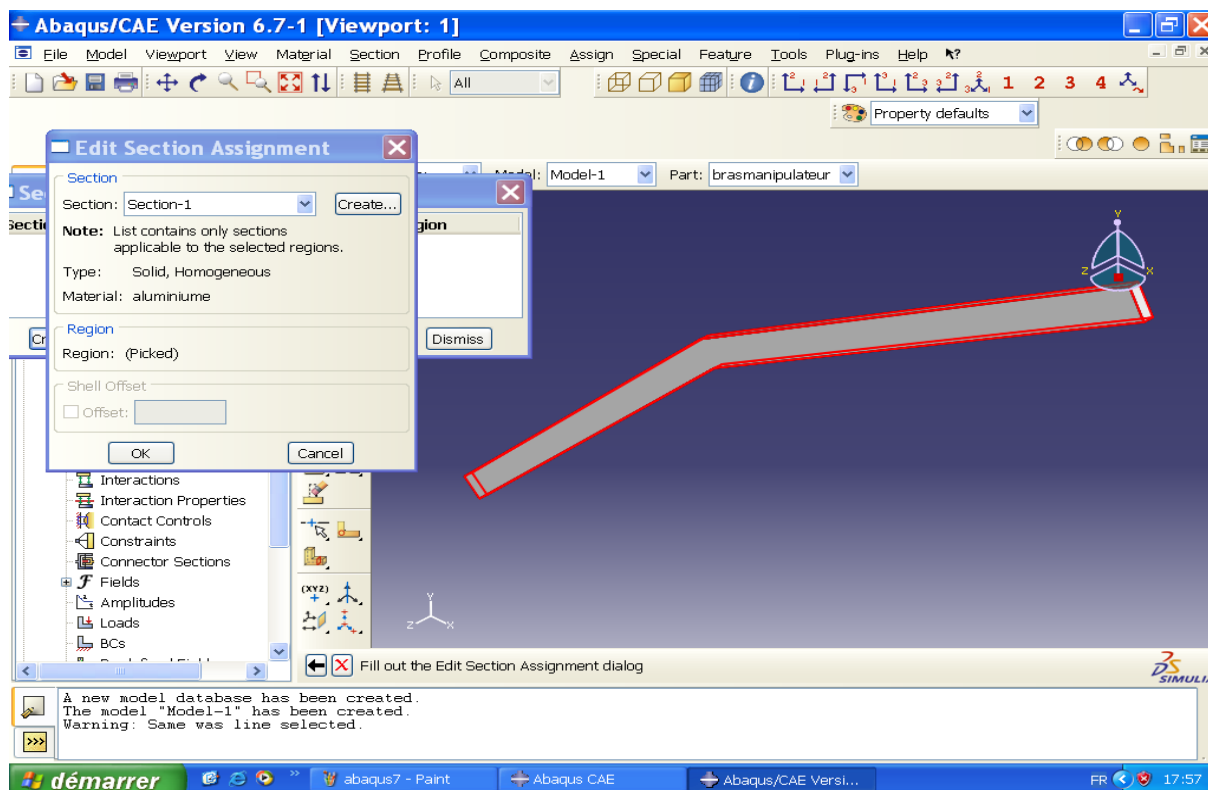 Abaqus/CAE Version 6.7-1 [Viewport: 1]
File Model Viewport View Material Section Profile Composite Assign Special Feature Tools Plug-ins Help ?
All
1 2 3 4
Property defaults
Edit Section Assignment
Model: Model-1 Part: brasmanipulateur
Section
Section: Section-1 Create...
Note: List contains only sections
applicable to the selected regions.
Type: Solid, Homogeneous
Material: aluminiume
Region
Region: (Picked)
Dismiss
Shell Offset
Offset:
OK Cancel
Y
Z X
Interactions
Interaction Properties
Contact Controls
Constraints
Connector Sections
Fields
Amplitudes
Loads
BCs
(XYZ)
Y
Z X
Fill out the Edit Section Assignment dialog
A new model database has been created.
The model "Model-1" has been created.
Warning: Same was line selected.
>>>
démarrer abaqus7 - Paint Abaqus CAE Abaqus/CAE Versi... FR 17:57